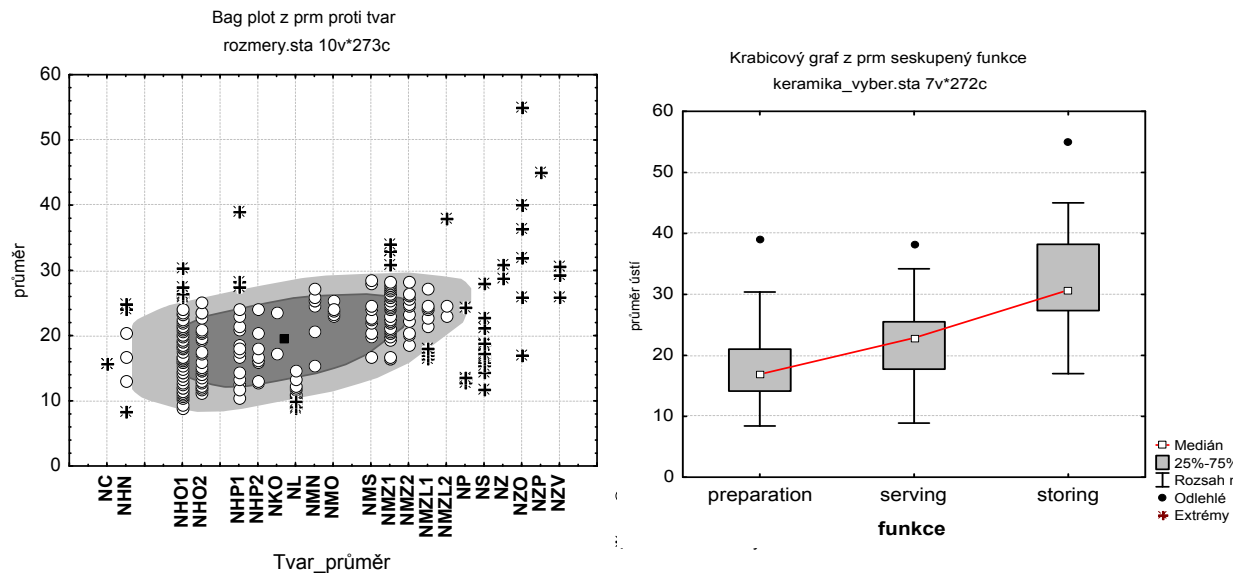 Bag plot z prm proti tvar
rozmery.sta 10v*273c
60
50
40
30
20
10
0
průměr
NC
NHN
NHO1
NHO2
NHP1
NHP2
NKO
NL
NMN
NMO
NMS
NMZ1
NMZ2
NMZL1
NMZL2
NP
NS
NZ
NZO
NZP
NZV
Tvar_průměr
Krabicový graf z prm seskupený funkce
keramika_vyber.sta 7v*272c
60
50
40
30
20
10
0
průměr ústí
preparation
serving
storing
funkce
Medián
25%-75%
Rozsah
Odlehlé
Extrémy